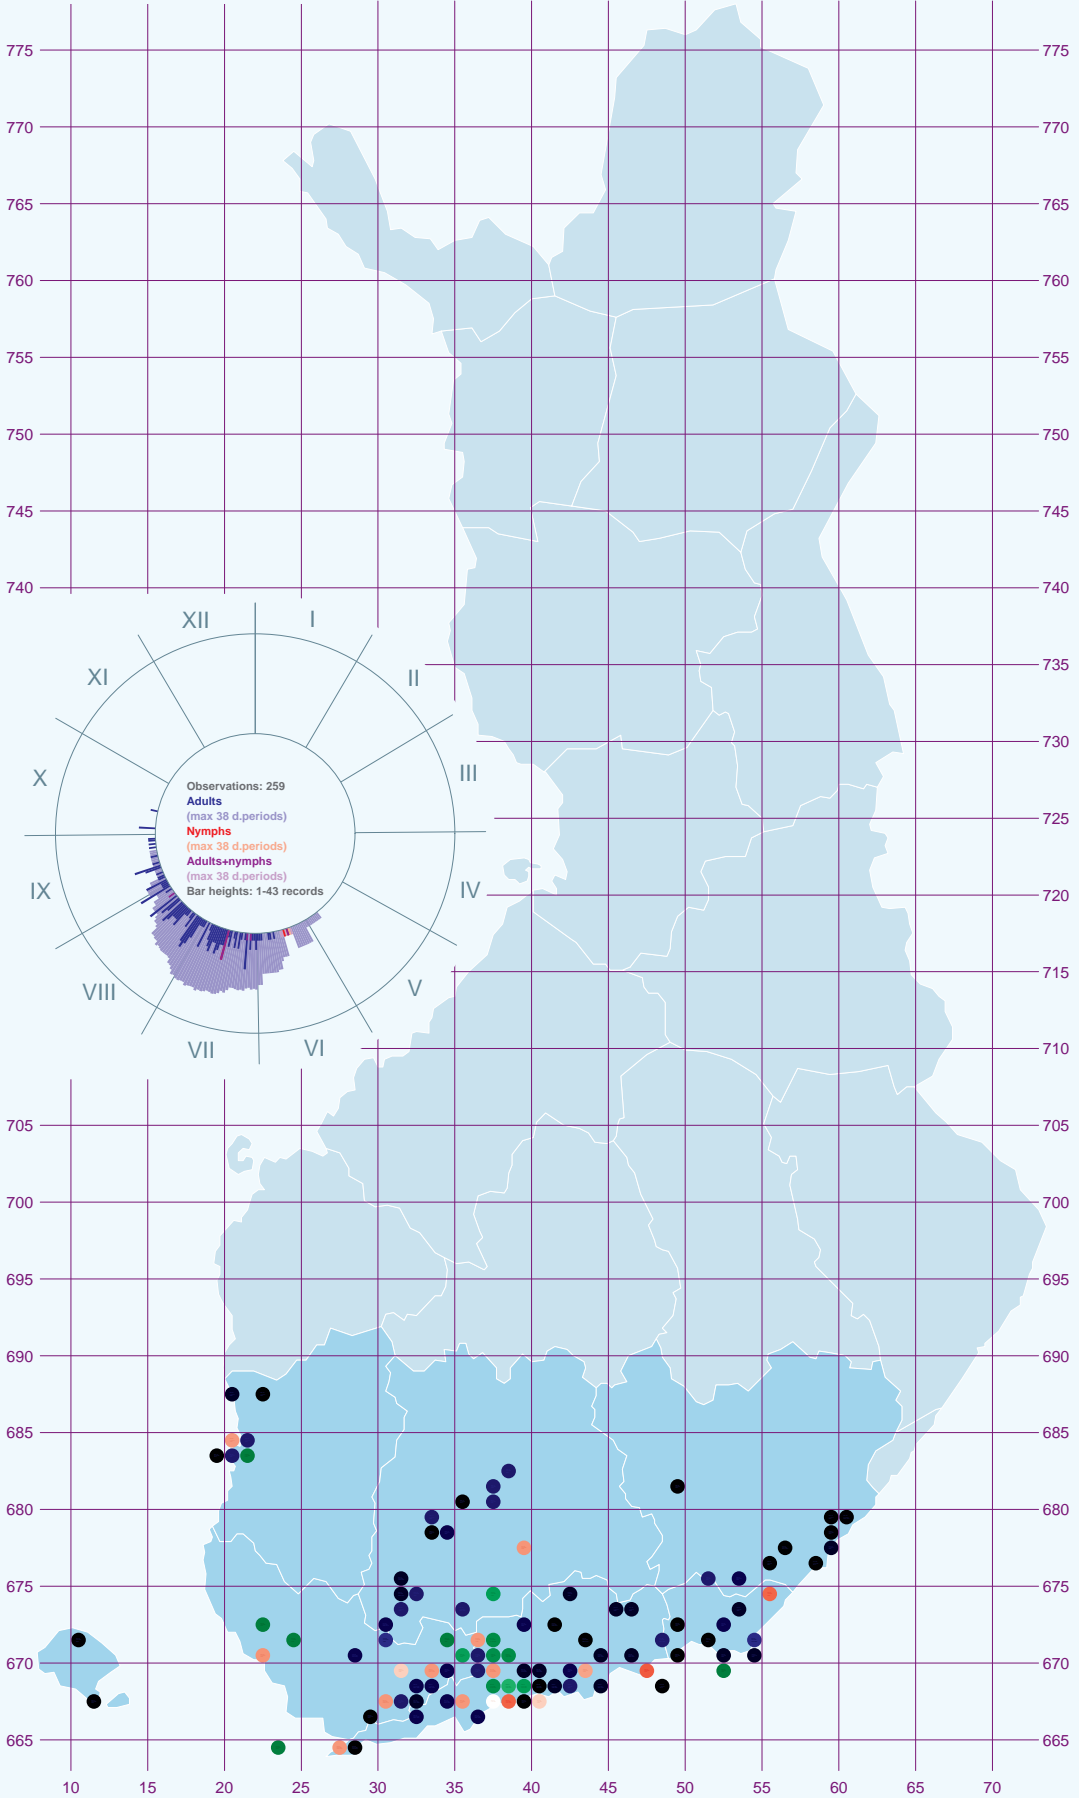 775 775
770 770
765 765
760 760
755 755
750 750
745 745
740 740
XII I
735
XI II
730 730
X III
Observations: 259
Adults
(max 38 d.periods)
725
Nymphs
(max 38 d.periods)
Adults+nymphs
(max 38 d.periods)
Bar heights: 1-43 records
IX IV
720
715
VIII V
VII VI
710
705 705
700 700
695 695
690 690
685 685
680 680
675 675
670 670
665 665
10 15 20 25 30 35 40 45 50 55 60 65 70